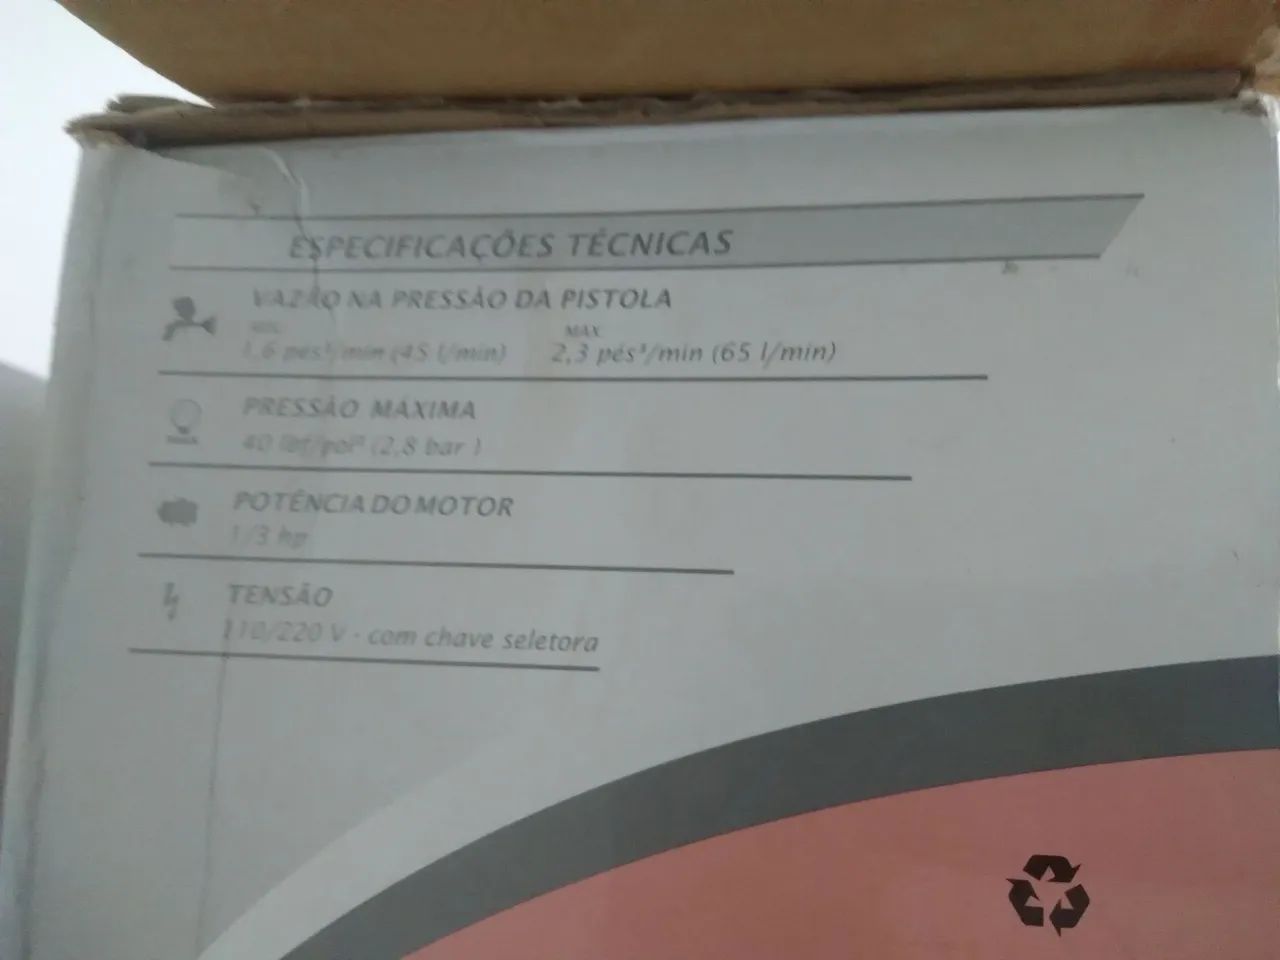 ESPECIFICAÇÕES TÉCNICAS
VAZÃO NA PRESSÃO DA PISTOLA
MÍN. MÁX.
1,6 pés³/min (45 l/min) 2,3 pés³/min (65 l/min)
PRESSÃO MÁXIMA
40 lbf/pol² (2,8 bar )
POTÊNCIA DO MOTOR
1/3 hp
TENSÃO
110/220 V - com chave seletora